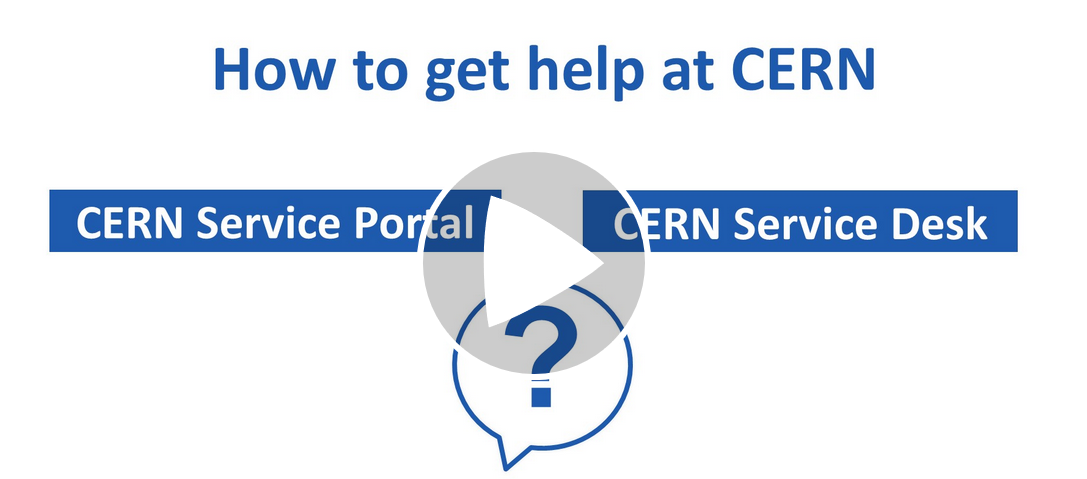 How to get help at CERN
CERN Service Portal
CERN Service Desk
?